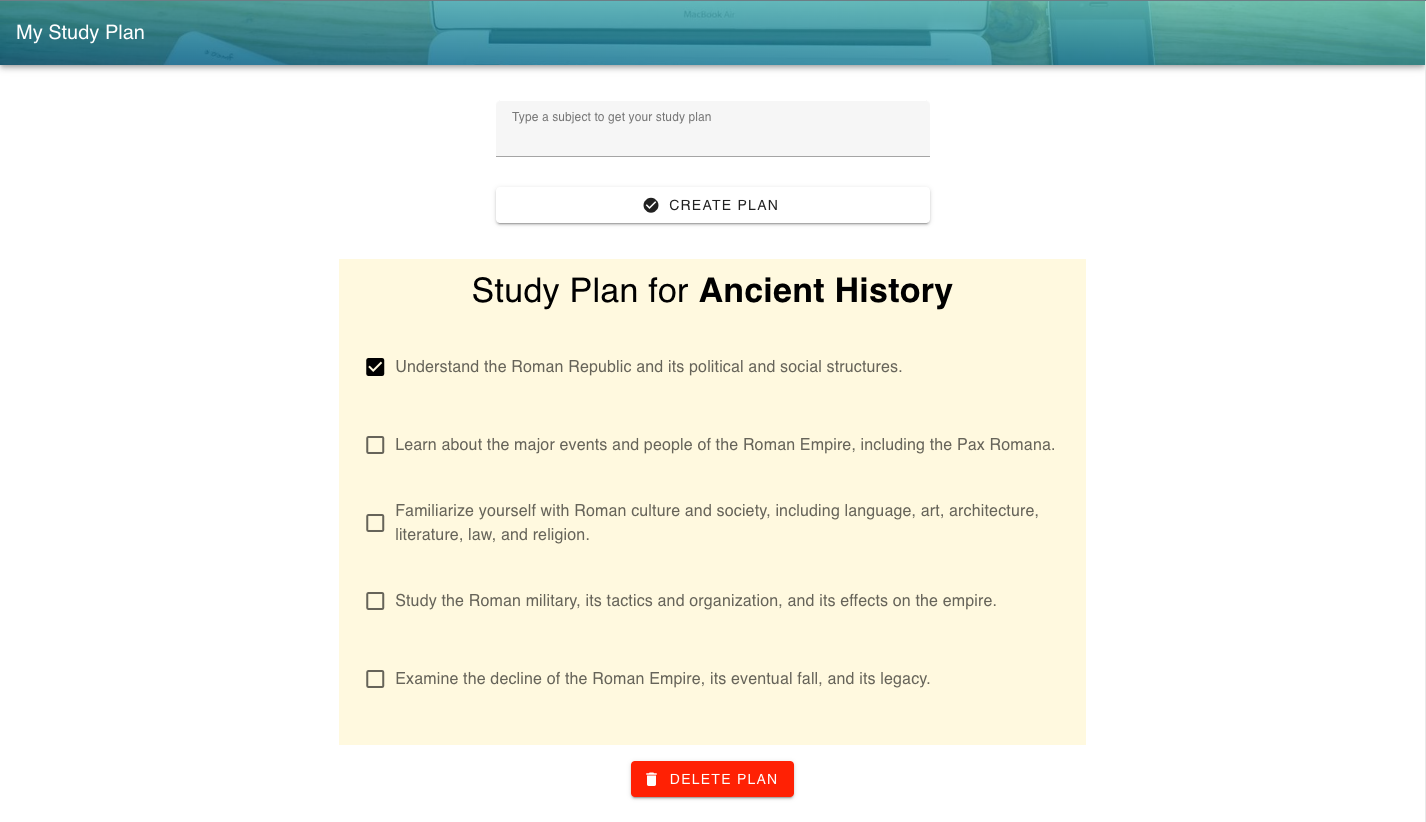 Macbook Air
My Study Plan
Type a subject to get your study plan
CREATE PLAN
Study Plan for Ancient History
Understand the Roman Republic and its political and social structures.
Learn about the major events and people of the Roman Empire, including the Pax Romana.
Familiarize yourself with Roman culture and society, including language, art, architecture,
literature, law, and religion.
Study the Roman military, its tactics and organization, and its effects on the empire.
Examine the decline of the Roman Empire, its eventual fall, and its legacy.
DELETE PLAN